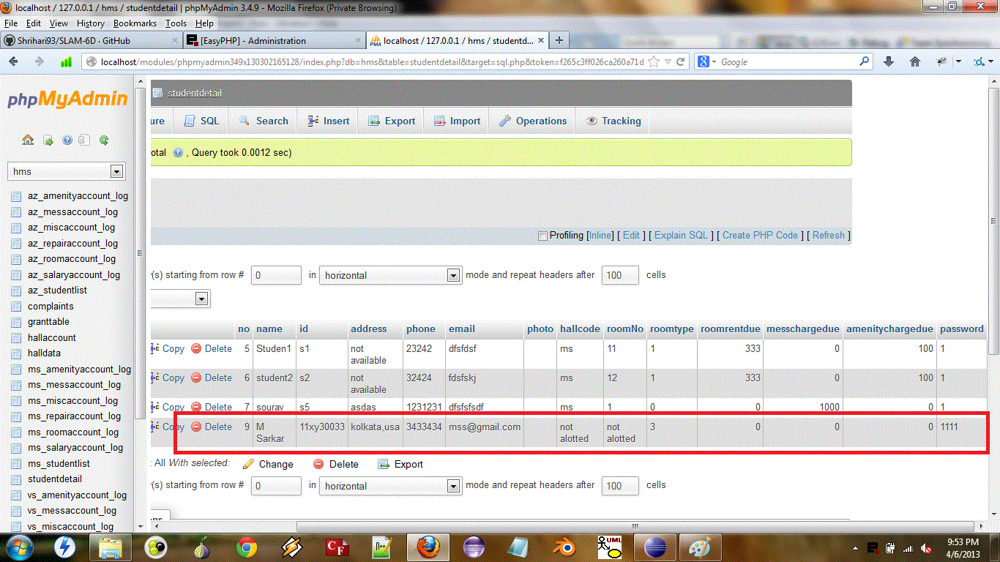 localhost / 127.0.0.1 / hms / studentdetail | phpMyAdmin 3.4.9 - Mozilla Firefox (Private Browsing)
File Edit View History Bookmarks Tools Help
Shrihari93/SLAM-6D · GitHub × [EasyPHP] - Administration × PMA localhost / 127.0.0.1 / hms / studentd... × +
localhost/modules/phpmyadmin349x130302165128/index.php?db=hms&table=studentdetail&target=sql.php&token=f265c3ff026ca260a71d Google
phpMyAdmin
hms
az_amenityaccount_log
az_messaccount_log
az_miscaccount_log
az_repairaccount_log
az_roomaccount_log
az_salaryaccount_log
az_studentlist
complaints
granttable
hallaccount
halldata
ms_amenityaccount_log
ms_messaccount_log
ms_miscaccount_log
ms_repairaccount_log
ms_roomaccount_log
ms_salaryaccount_log
ms_studentlist
studentdetail
vs_amenityaccount_log
vs_messaccount_log
vs_miscaccount_log
studentdetail
ure SQL Search Insert Export Import Operations Tracking
otal , Query took 0.0012 sec)
Profiling [Inline] [ Edit ] [ Explain SQL ] [ Create PHP Code ] [ Refresh ]
(s) starting from row # 0 in horizontal mode and repeat headers after 100 cells
no name id address phone email photo hallcode roomNo roomtype roomrentdue messchargedue amenitychargedue password
Copy Delete 5 Studen1 s1 not 23242 dfsfdsf ms 11 1 333 0 100 1
available
Copy Delete 6 student2 s2 not 32424 fdsfskj ms 12 1 333 0 100 1
available
Copy Delete 7 sourav s5 asdas 1231231 dfsfsfsdf ms 1 0 0 1000 0 1
Copy Delete 9 M 11xy30033 kolkata,usa 3433434 mss@gmail.com not not 3 0 0 0 1111
Sarkar alotted alotted
All With selected: Change Delete Export
(s) starting from row # 0 in horizontal mode and repeat headers after 100 cells
CF N++ UML
9:53 PM
4/6/2013